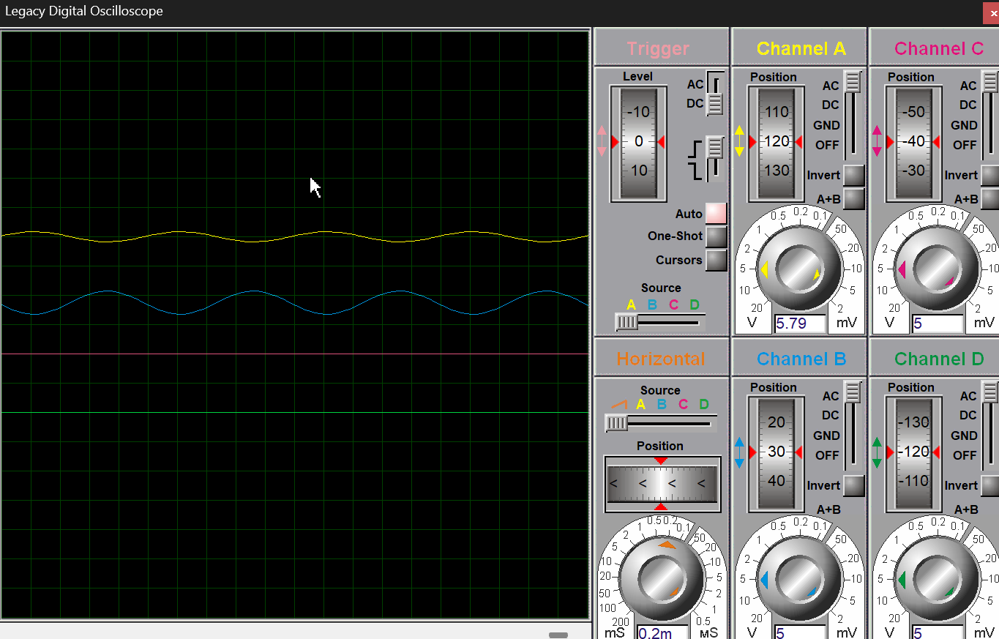 Legacy Digital Oscilloscope
x
Trigger
Level
AC
DC
-10
0
10
Auto
One-Shot
Cursors
Source
A B C D
Channel A
Position
AC
DC
GND
OFF
110
120
130
Invert
A+B
0.5 0.2 0.1
1 50
2 20
5 10
10 5
20 2
V 5.79 mV
Channel C
Position
AC
DC
GND
OFF
-50
-40
-30
Invert
A+B
0.5 0.2 0.1
1 50
2 20
5 10
10 5
20 2
V 5 mV
Horizontal
Source
A B C D
Position
< < < <
0.5 0.2 0.1
1 50
2 20
5 10
10 5
20 2
50 1
100 0.5
200
mS 0.2m мS
Channel B
Position
AC
DC
GND
OFF
20
30
40
Invert
A+B
0.5 0.2 0.1
1 50
2 20
5 10
10 5
20 2
V 5 mV
Channel D
Position
AC
DC
GND
OFF
-130
-120
-110
Invert
A+B
0.5 0.2 0.1
1 50
2 20
5 10
10 5
20 2
V 5 mV